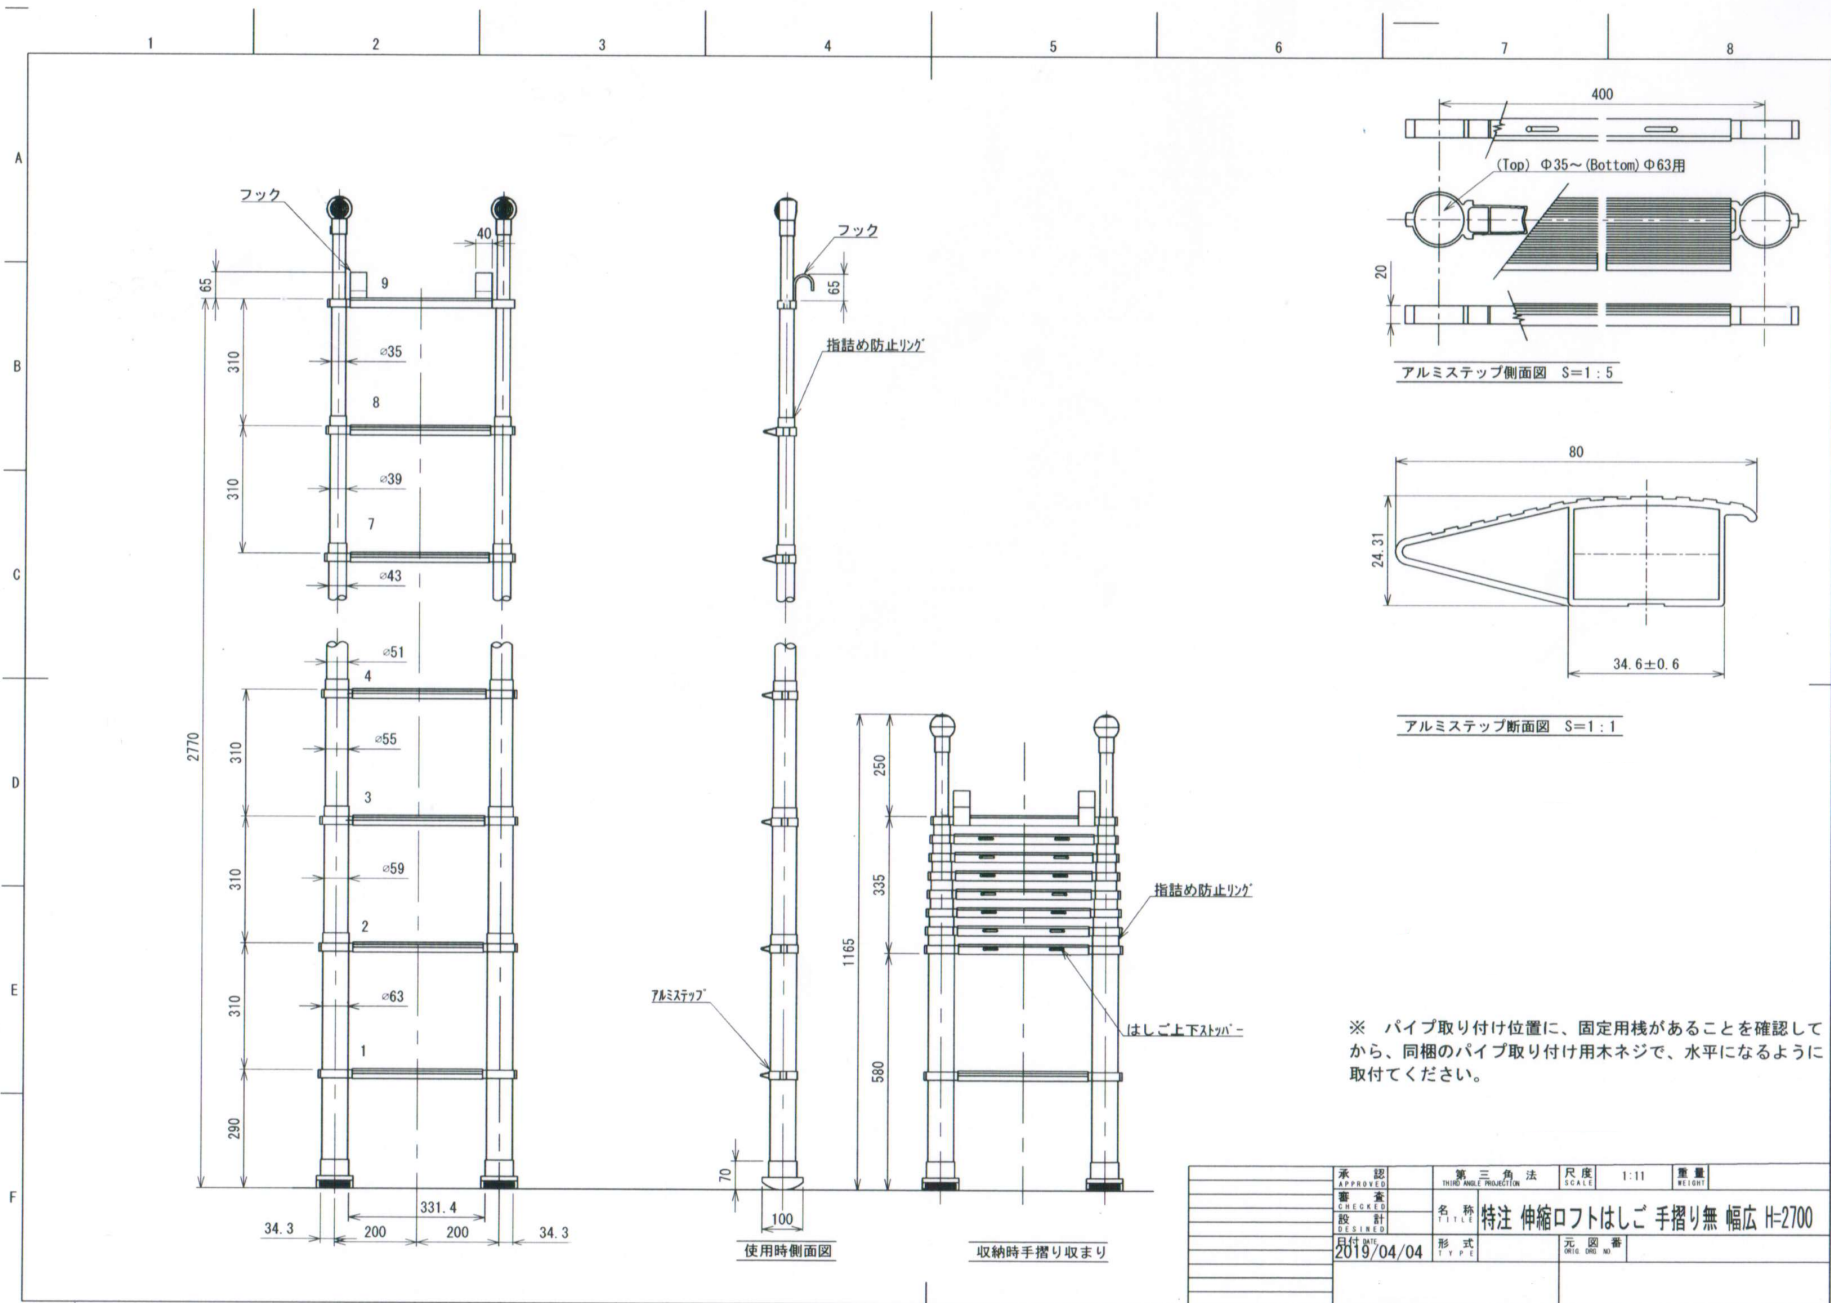 1 2 3 4 5 6 7 8
A
B
C
D
E
F
フック
40
65
9
310
⌀35
8
310
⌀39
7
⌀43
⌀51
4
2770
310
⌀55
3
310
⌀59
2
310
⌀63
1
290
331.4
34.3
200
200
34.3
フック
65
指詰め防止リング
アルミステップ
70
100
使用時側面図
250
335
1165
580
指詰め防止リング
はしご上下ストッパー
収納時手摺り収まり
400
(Top) Φ35~(Bottom)Φ63用
20
アルミステップ側面図 S=1:5
80
24.31
34.6±0.6
アルミステップ断面図 S=1:1
※ パイプ取り付け位置に、固定用桟があることを確認して
から、同梱のパイプ取り付け用木ネジで、水平になるように
取付てください。
承認
APPROVED
第三角法
THIRD ANGLE PROJECTION
尺度
SCALE
1:11
重量
WEIGHT
審査
CHECKED
設計
DESINED
名称
TITLE
特注 伸縮ロフトはしご 手摺り無 幅広 H=2700
日付 DATE
2019/04/04
形式
TYPE
元図番
ORIG. DRG. NO.